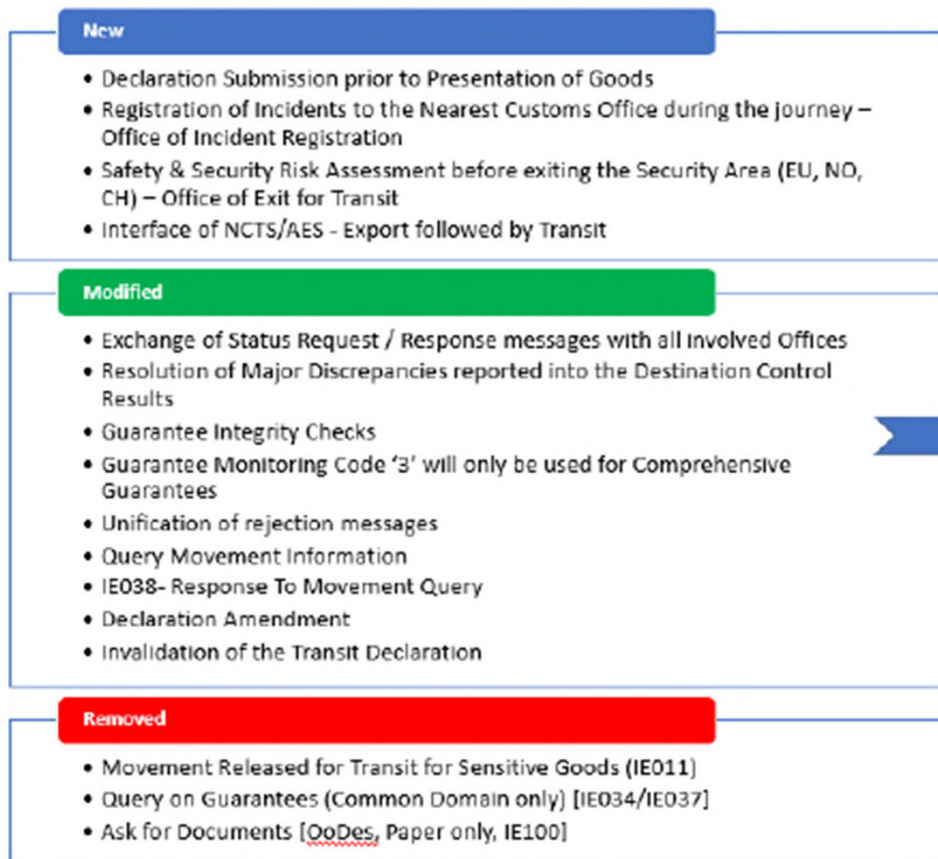 New
• Declaration Submission prior to Presentation of Goods
• Registration of Incidents to the Nearest Customs Office during the journey –
Office of Incident Registration
• Safety & Security Risk Assessment before exiting the Security Area (EU, NO,
CH) – Office of Exit for Transit
• Interface of NCTS/AES - Export followed by Transit
Modified
• Exchange of Status Request / Response messages with all involved Offices
• Resolution of Major Discrepancies reported into the Destination Control
Results
• Guarantee Integrity Checks
• Guarantee Monitoring Code ‘3’ will only be used for Comprehensive
Guarantees
• Unification of rejection messages
• Query Movement Information
• IE038- Response To Movement Query
• Declaration Amendment
• Invalidation of the Transit Declaration
Removed
• Movement Released for Transit for Sensitive Goods (IE011)
• Query on Guarantees (Common Domain only) [IE034/IE037]
• Ask for Documents [OoDes, Paper only, IE100]